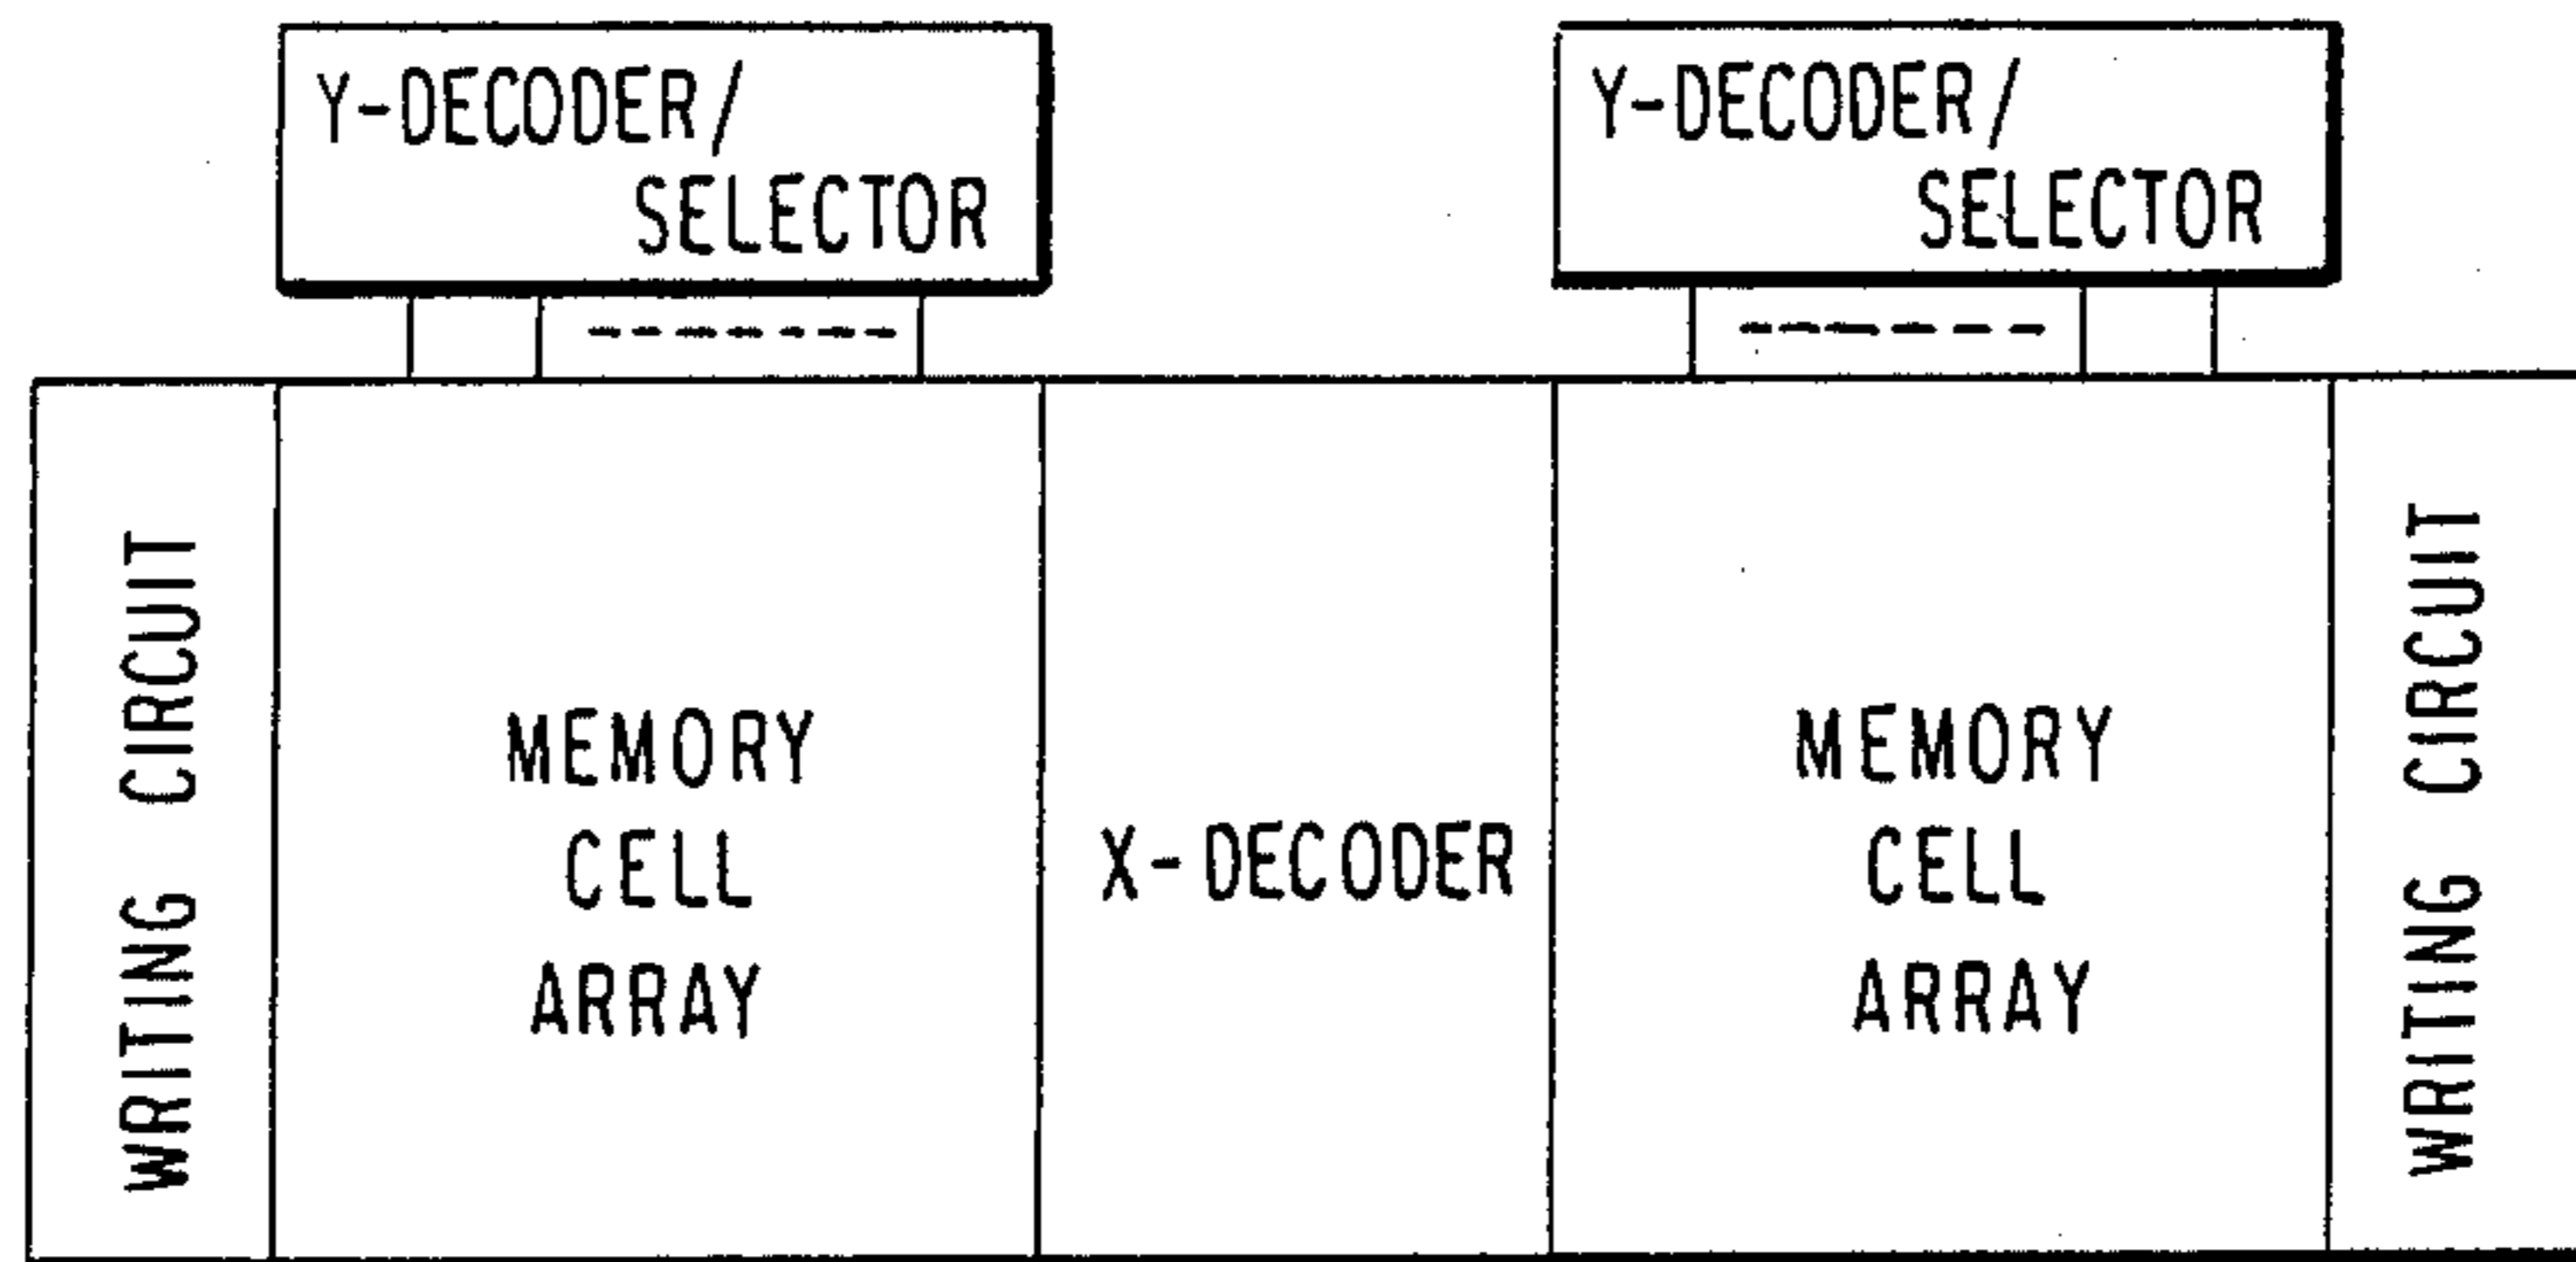 Y-DECODER/
SELECTOR
Y-DECODER/
SELECTOR
WRITING CIRCUIT
MEMORY
CELL
ARRAY
X-DECODER
MEMORY
CELL
ARRAY
WRITING CIRCUIT